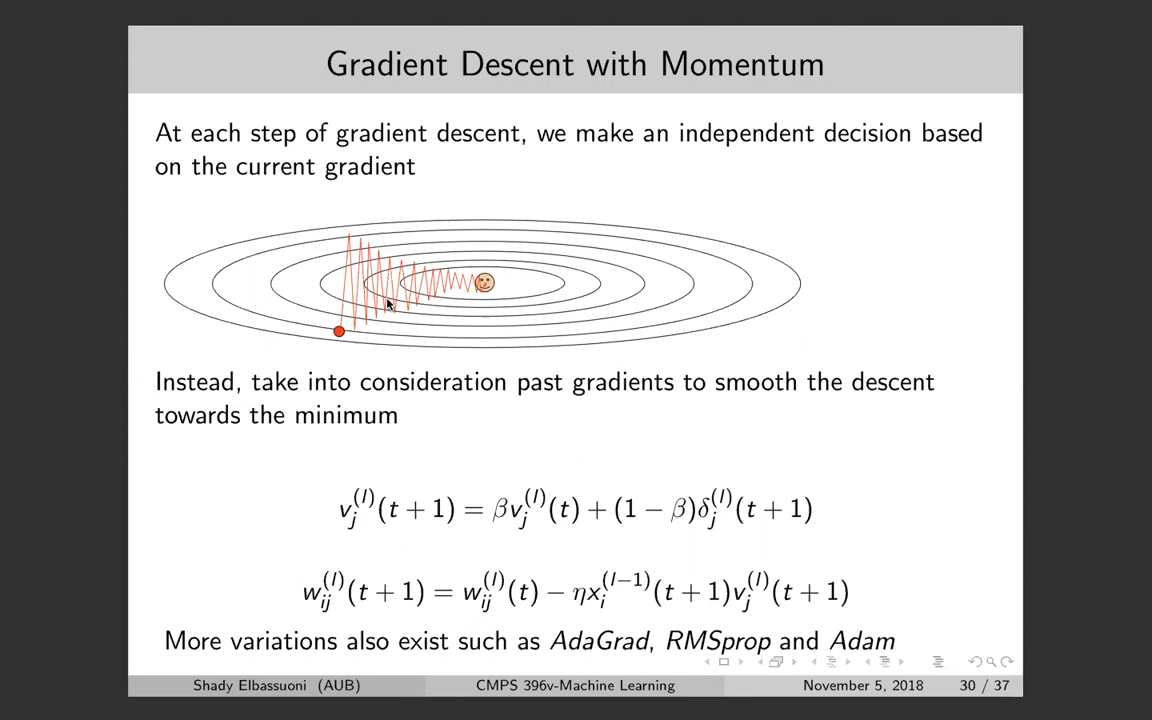 Gradient Descent with Momentum
At each step of gradient descent, we make an independent decision based
on the current gradient
Instead, take into consideration past gradients to smooth the descent
towards the minimum
v_j^{(l)}(t + 1) = βv_j^{(l)}(t) + (1 − β)δ_j^{(l)}(t + 1)
w_{ij}^{(l)}(t + 1) = w_{ij}^{(l)}(t) − ηx_i^{(l−1)}(t + 1)v_j^{(l)}(t + 1)
More variations also exist such as AdaGrad, RMSprop and Adam
Shady Elbassuoni (AUB) CMPS 396v-Machine Learning November 5, 2018 30 / 37